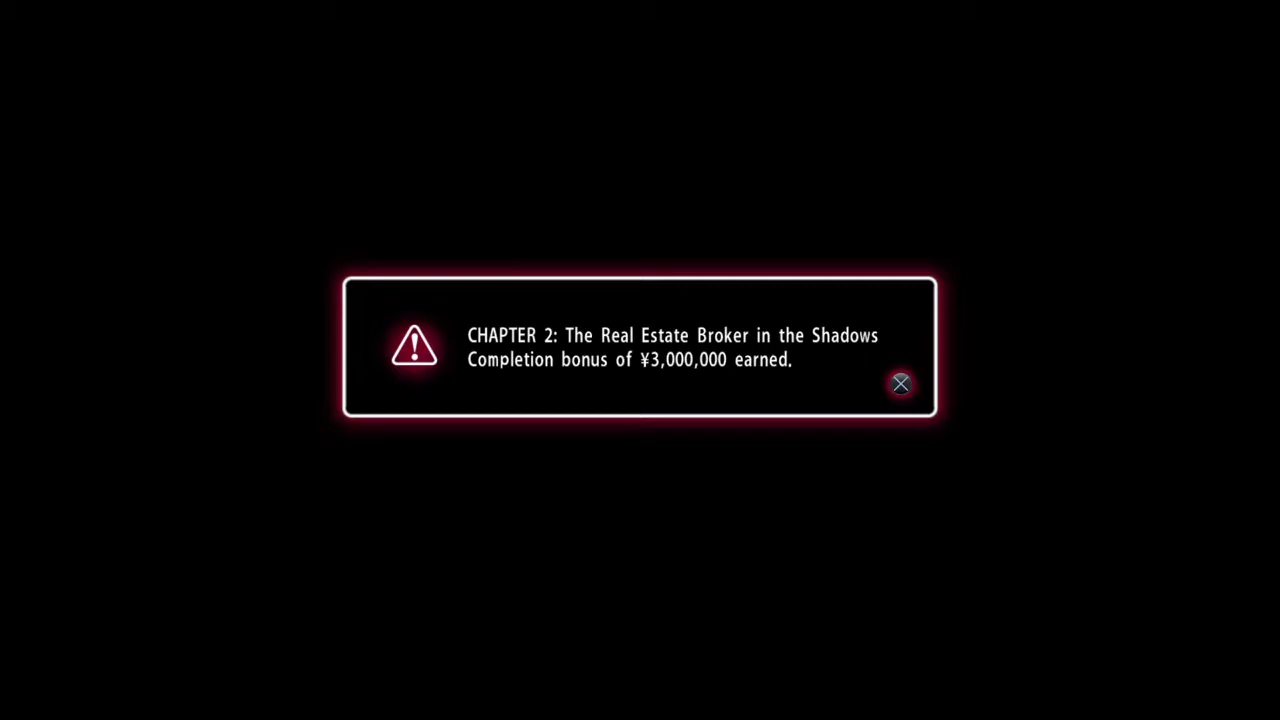 CHAPTER 2: The Real Estate Broker in the Shadows
Completion bonus of ¥3,000,000 earned.